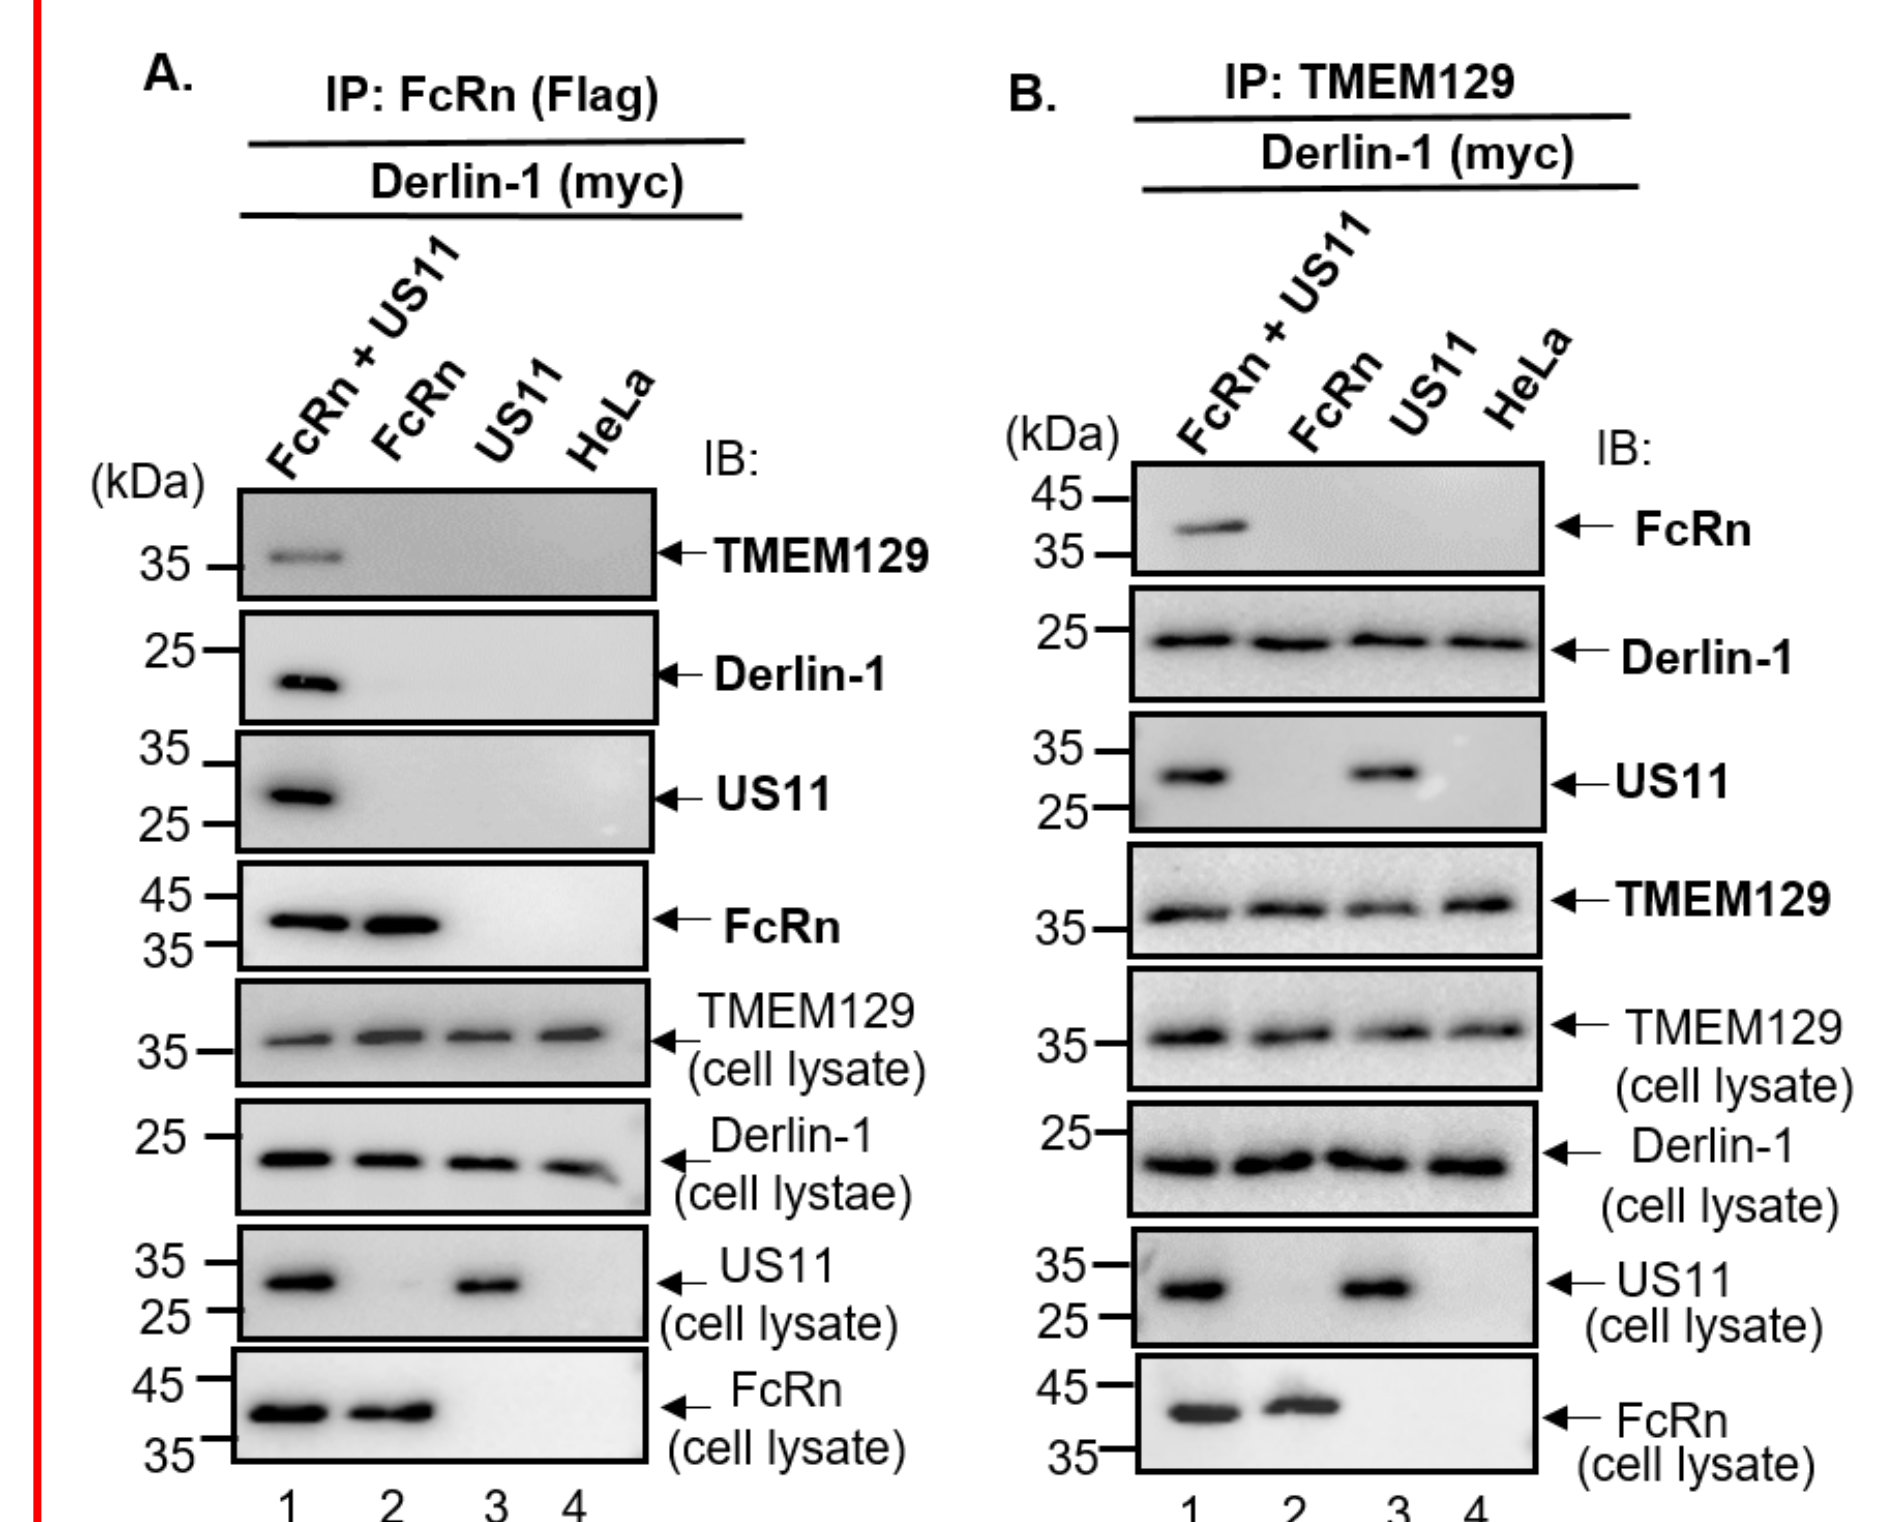 A.
IP: FcRn (Flag)
Derlin-1 (myc)
FcRn + US11
FcRn
US11
HeLa
(kDa)
IB:
35
TMEM129
25
Derlin-1
35
US11
25
45
FcRn
35
TMEM129
35
(cell lysate)
25
Derlin-1
(cell lystae)
35
US11
25
(cell lysate)
45
FcRn
35
(cell lysate)
1 2 3 4
B.
IP: TMEM129
Derlin-1 (myc)
FcRn + US11
FcRn
US11
HeLa
(kDa)
IB:
45
FcRn
35
25
Derlin-1
35
US11
25
TMEM129
35
TMEM129
35
(cell lysate)
25
Derlin-1
(cell lysate)
35
US11
25
(cell lysate)
45
FcRn
35
(cell lysate)
1 2 3 4